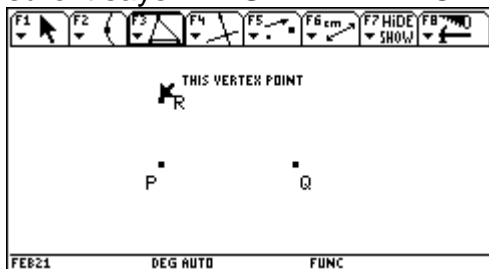 F1 F2 F3 F4 F5 F6 cm F7 HiDE SHOW F8
THIS VERTEX POINT
R
P Q
FEB21 DEG AUTO FUNC